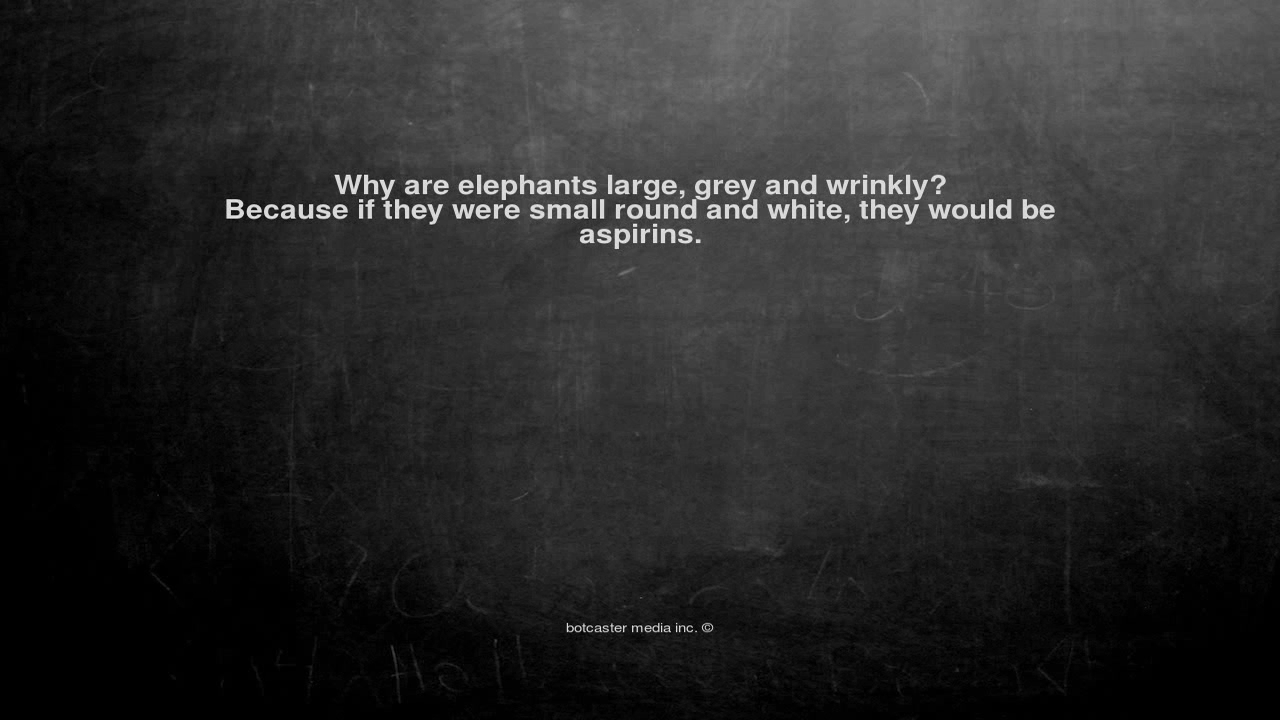 Why are elephants large, grey and wrinkly?
Because if they were small round and white, they would be
aspirins.
botcaster media inc. ©